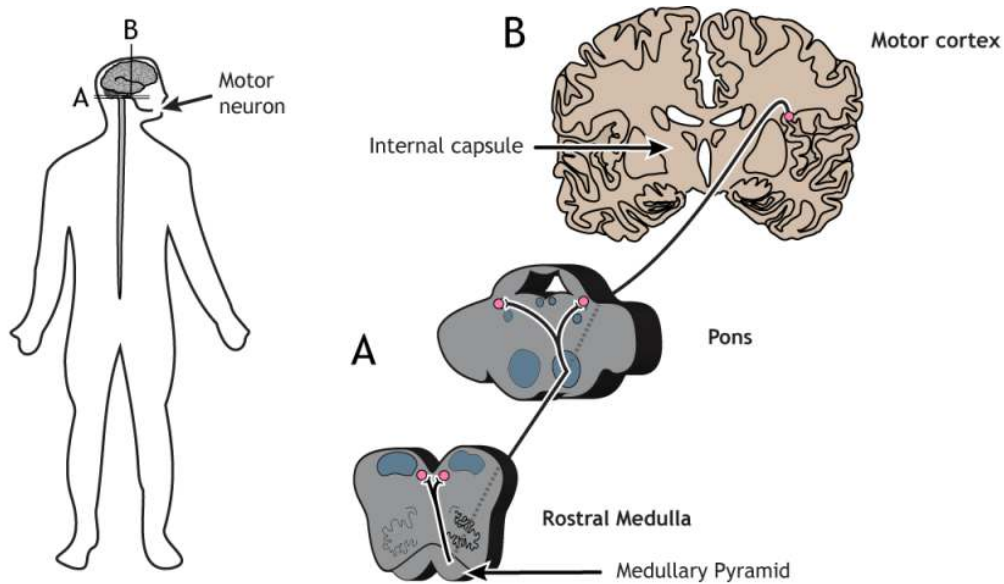 B
A
Motor
neuron
B
Motor cortex
Internal capsule
A
Pons
Rostral Medulla
Medullary Pyramid